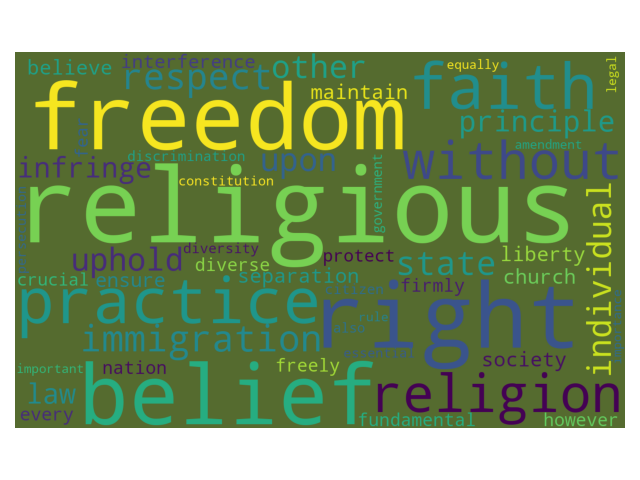 believe interference other equally legal
respect faith
freedom maintain
principle
fear discrimination upon without amendment
infringe constitution
religious government individual
uphold diversity protect liberty
diverse state
crucial ensure separation firmly church
practice right
immigration rule
essential
important nation freely society
law belief religion
every fundamental however